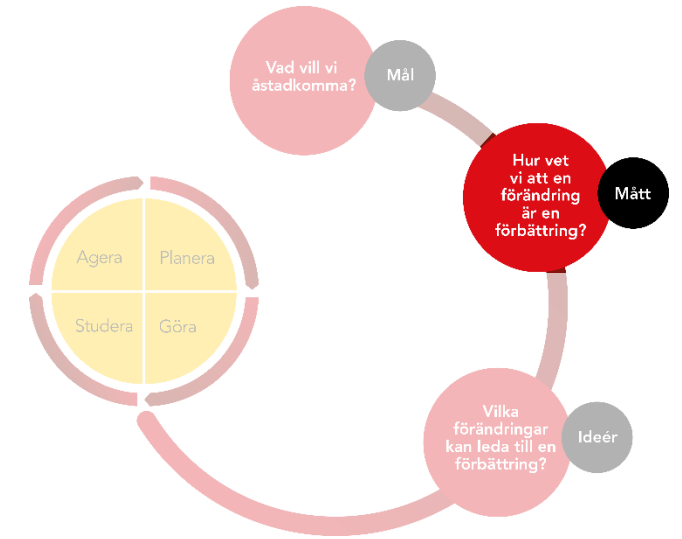 Vad vill vi
åstadkomma?
Mål
Hur vet
vi att en
förändring
är en
förbättring?
Mått
Vilka
förändringar
kan leda till en
förbättring?
Ideér
Agera
Planera
Studera
Göra